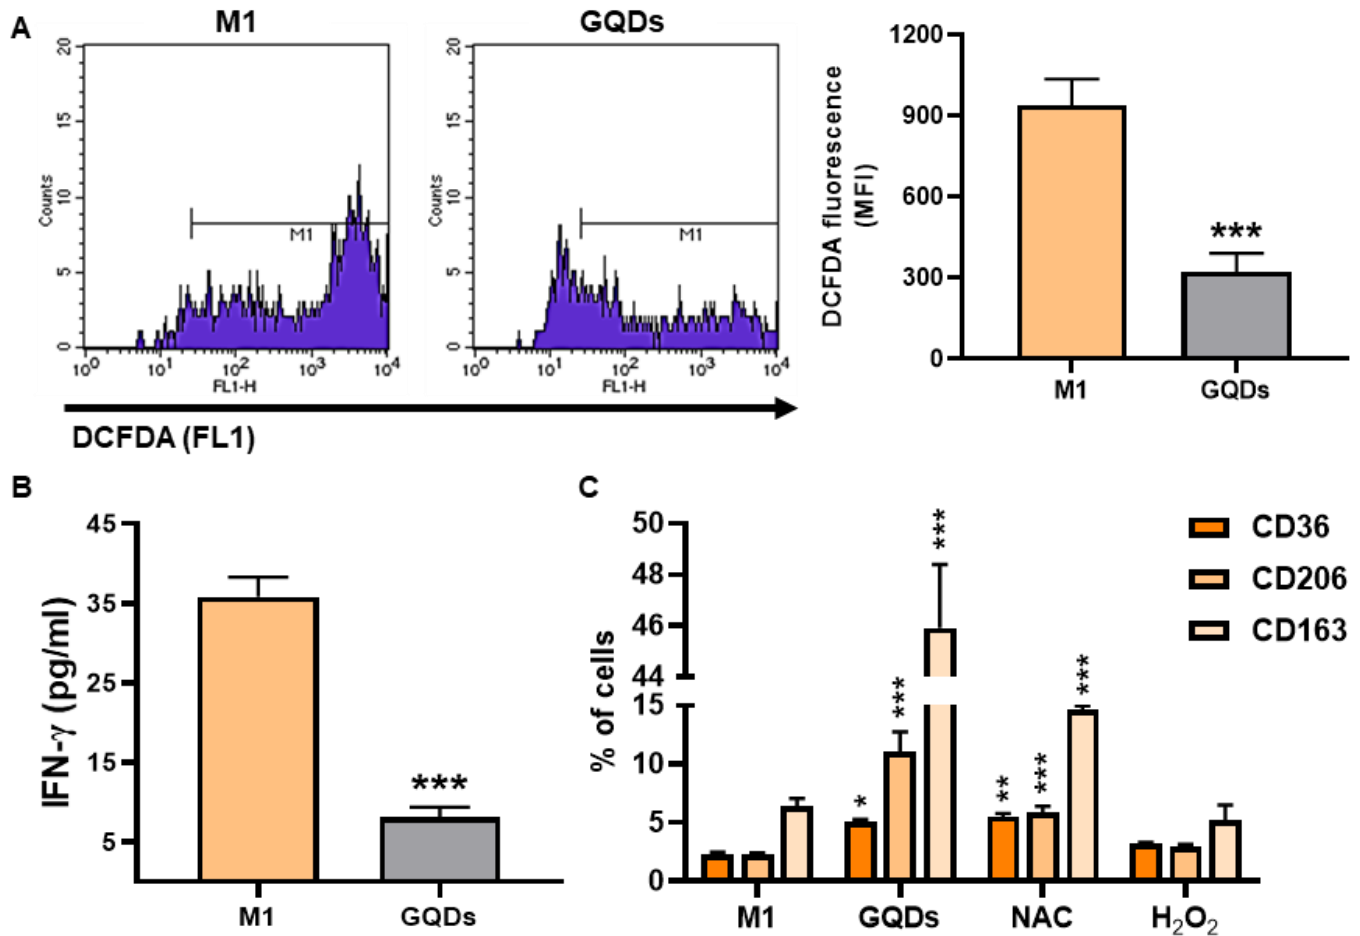 A
M1
GQDs
20
15
10
5
0
Counts
M1
10⁰ 10¹ 10² 10³ 10⁴
FL1-H
20
15
10
5
0
Counts
M1
10⁰ 10¹ 10² 10³ 10⁴
FL1-H
DCFDA (FL1)
DCFDA fluorescence
(MFI)
1200
900
600
300
0
***
M1 GQDs
B
IFN-γ (pg/ml)
45
35
25
15
5
***
M1 GQDs
C
% of cells
50
48
46
44
15
10
5
0
*
***
***
**
***
***
M1 GQDs NAC H₂O₂
CD36
CD206
CD163